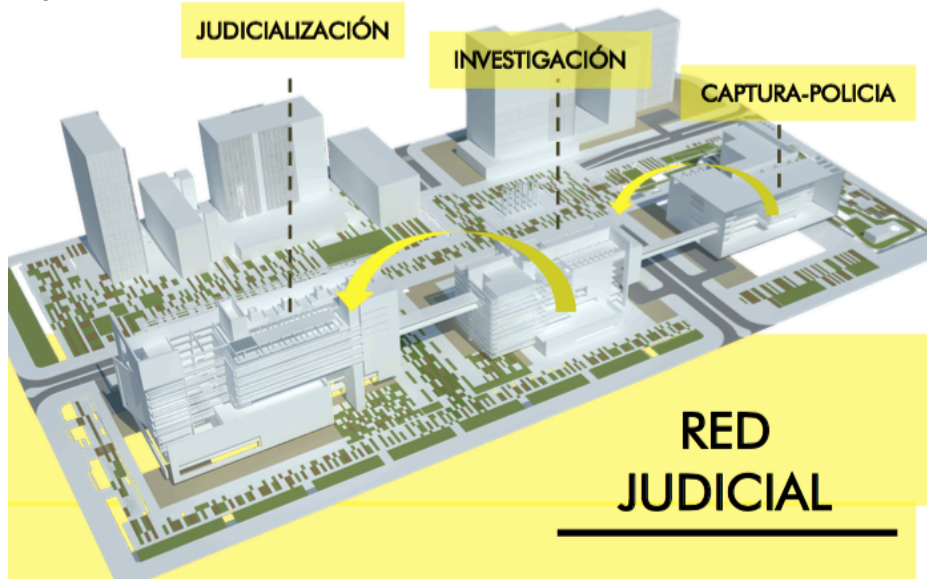 JUDICIALIZACIÓN
INVESTIGACIÓN
CAPTURA-POLICIA
RED
JUDICIAL